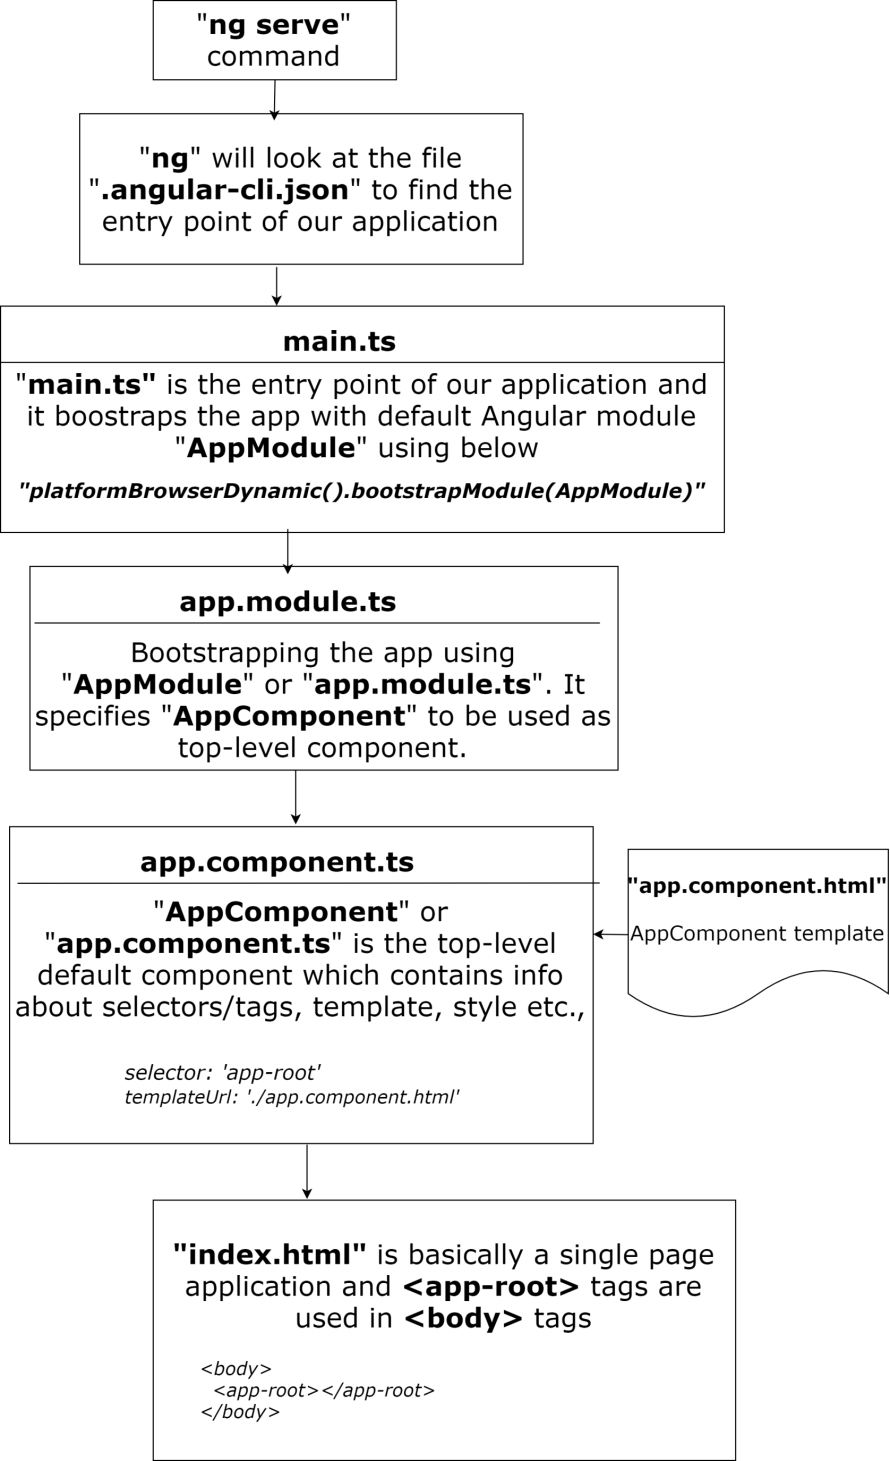 "ng serve"
command
"ng" will look at the file
".angular-cli.json" to find the
entry point of our application
main.ts
"main.ts" is the entry point of our application and
it boostraps the app with default Angular module
"AppModule" using below
"platformBrowserDynamic().bootstrapModule(AppModule)"
app.module.ts
Bootstrapping the app using
"AppModule" or "app.module.ts". It
specifies "AppComponent" to be used as
top-level component.
app.component.ts
"AppComponent" or
"app.component.ts" is the top-level
default component which contains info
about selectors/tags, template, style etc.,
selector: 'app-root'
templateUrl: './app.component.html'
"app.component.html"
AppComponent template
"index.html" is basically a single page
application and <app-root> tags are
used in <body> tags
<body>
<app-root></app-root>
</body>